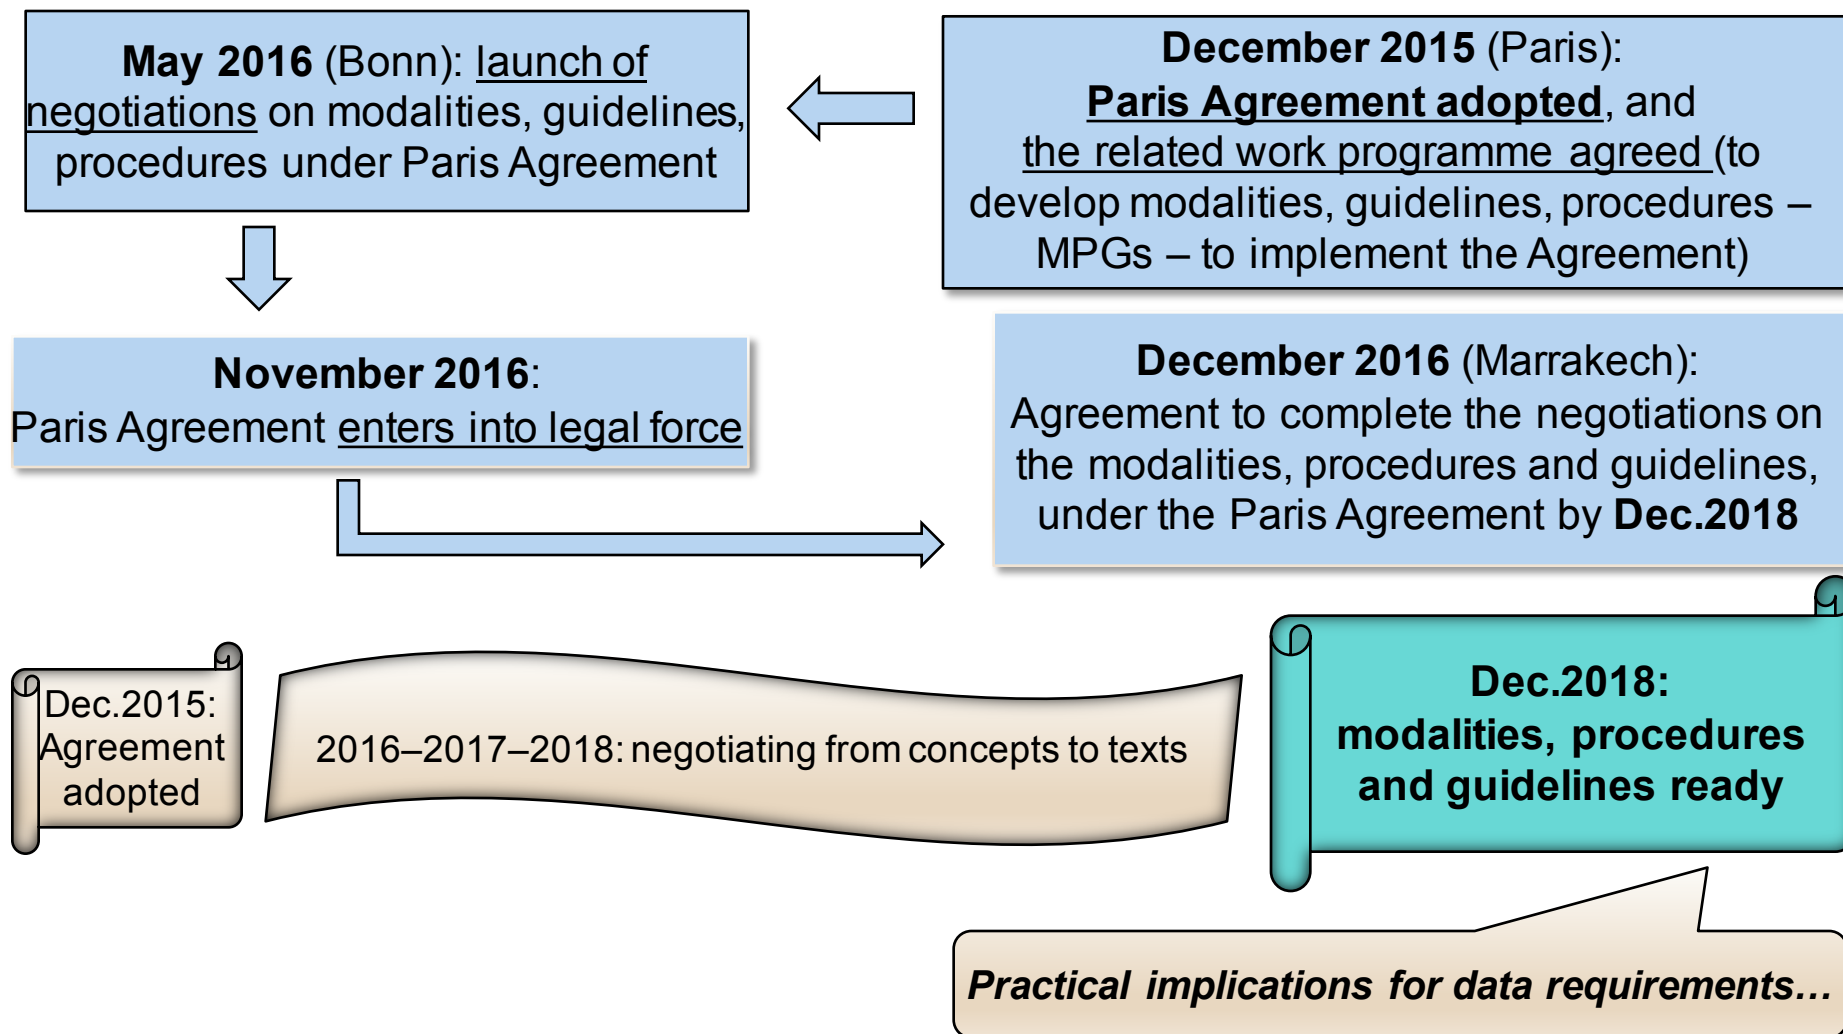 May 2016 (Bonn): launch of
negotiations on modalities, guidelines,
procedures under Paris Agreement
December 2015 (Paris):
Paris Agreement adopted, and
the related work programme agreed (to
develop modalities, guidelines, procedures –
MPGs – to implement the Agreement)
November 2016:
Paris Agreement enters into legal force
December 2016 (Marrakech):
Agreement to complete the negotiations on
the modalities, procedures and guidelines,
under the Paris Agreement by Dec.2018
Dec.2015:
Agreement
adopted
2016–2017–2018: negotiating from concepts to texts
Dec.2018:
modalities, procedures
and guidelines ready
Practical implications for data requirements…